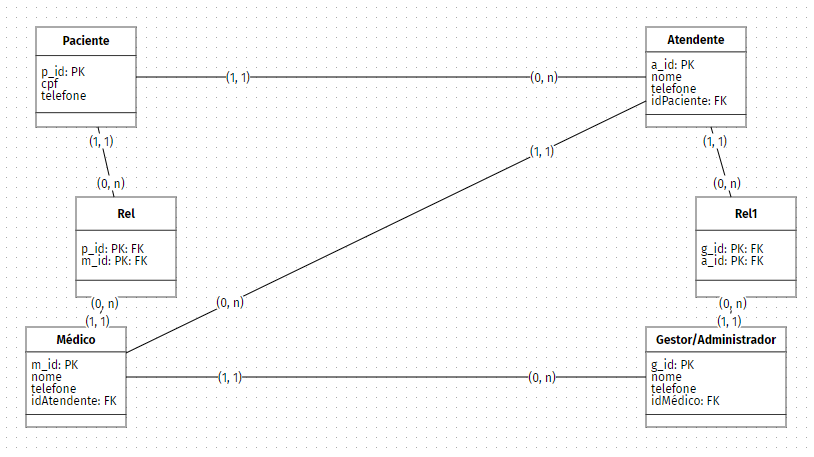 Paciente
p_id: PK
cpf
telefone
(1, 1)
(0, n)
Atendente
a_id: PK
nome
telefone
idPaciente: FK
(1, 1)
(0, n)
(1, 1)
(1, 1)
(0, n)
Rel
p_id: PK: FK
m_id: PK: FK
Rel1
g_id: PK: FK
a_id: PK: FK
(0, n)
(1, 1)
(0, n)
(0, n)
(1, 1)
Médico
m_id: PK
nome
telefone
idAtendente: FK
(1, 1)
(0, n)
Gestor/Administrador
g_id: PK
nome
telefone
idMédico: FK